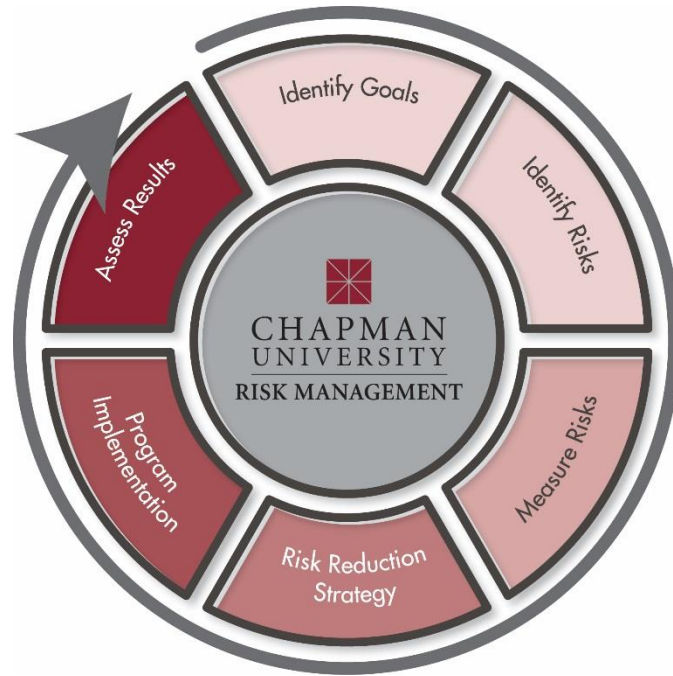 Identify Goals
Identify Risks
Measure Risks
Risk Reduction
Strategy
Program
Implementation
Assess Results
CHAPMAN
UNIVERSITY
RISK MANAGEMENT